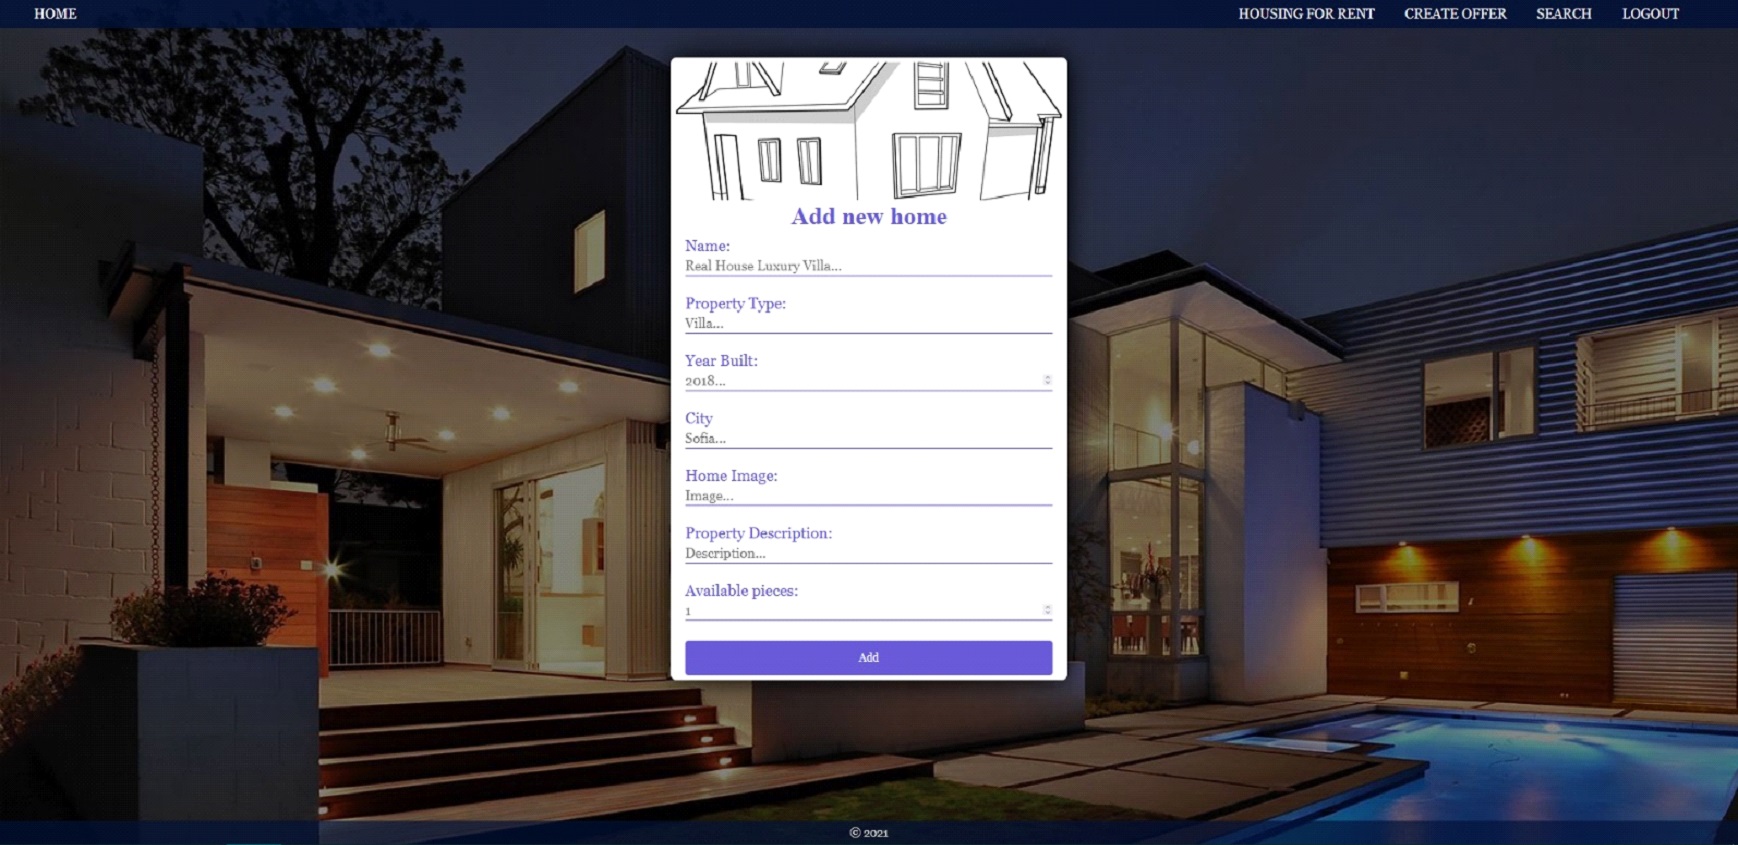 HOME
HOUSING FOR RENT
CREATE OFFER
SEARCH
LOGOUT
Add new home
Name:
Real House Luxury Villa...
Property Type:
Villa...
Year Built:
2018...
City
Sofia...
Home Image:
Image...
Property Description:
Description...
Available pieces:
1
Add
© 2021